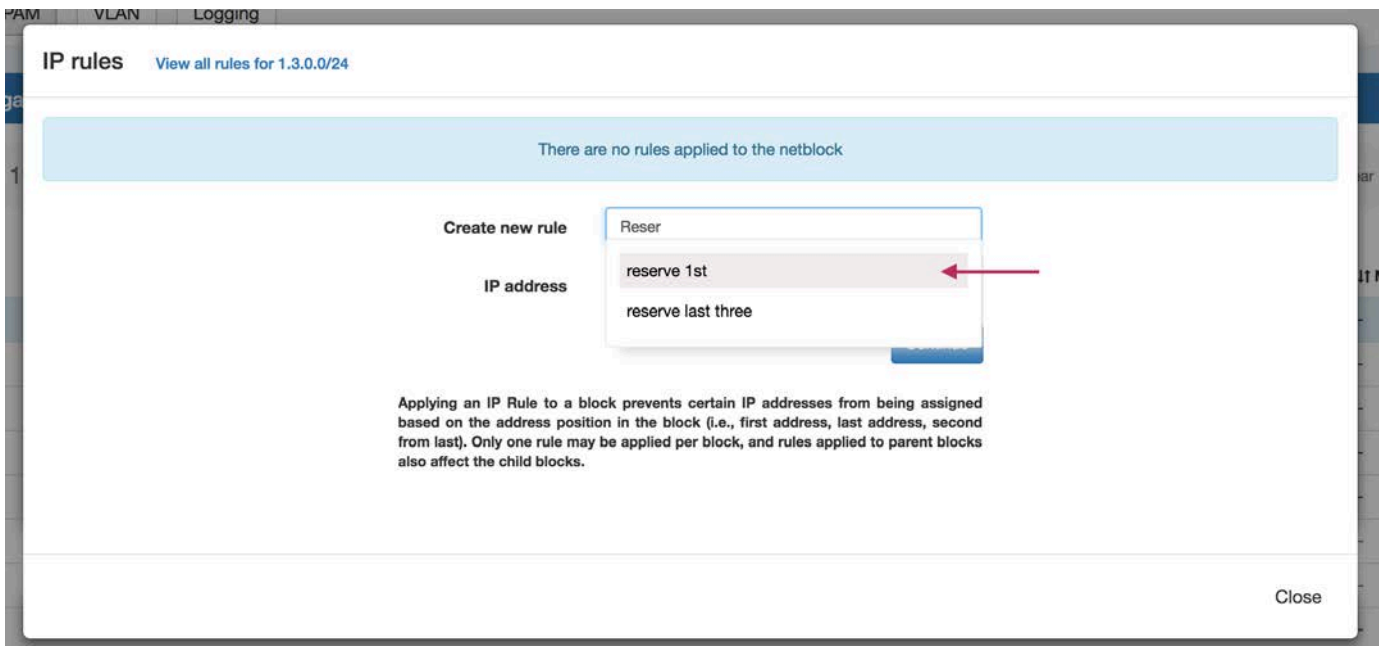 VLAN Logging
IP rules View all rules for 1.3.0.0/24
There are no rules applied to the netblock
Create new rule Reser
reserve 1st
IP address
reserve last three
Applying an IP Rule to a block prevents certain IP addresses from being assigned
based on the address position in the block (i.e., first address, last address, second
from last). Only one rule may be applied per block, and rules applied to parent blocks
also affect the child blocks.
Close